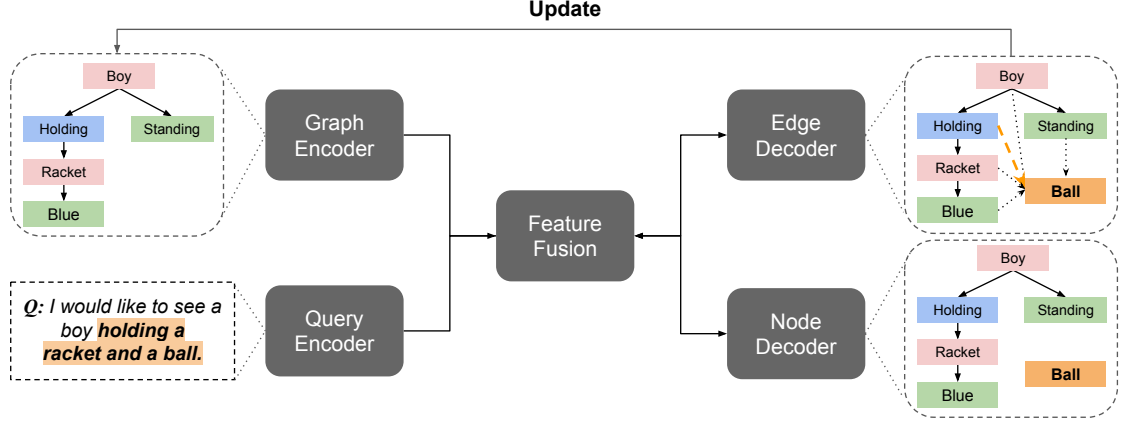 Update
Boy
Holding
Standing
Racket
Blue
Graph
Encoder
Q: I would like to see a
boy holding a
racket and a ball.
Query
Encoder
Feature
Fusion
Edge
Decoder
Boy
Holding
Standing
Racket
Ball
Blue
Node
Decoder
Boy
Holding
Standing
Racket
Ball
Blue